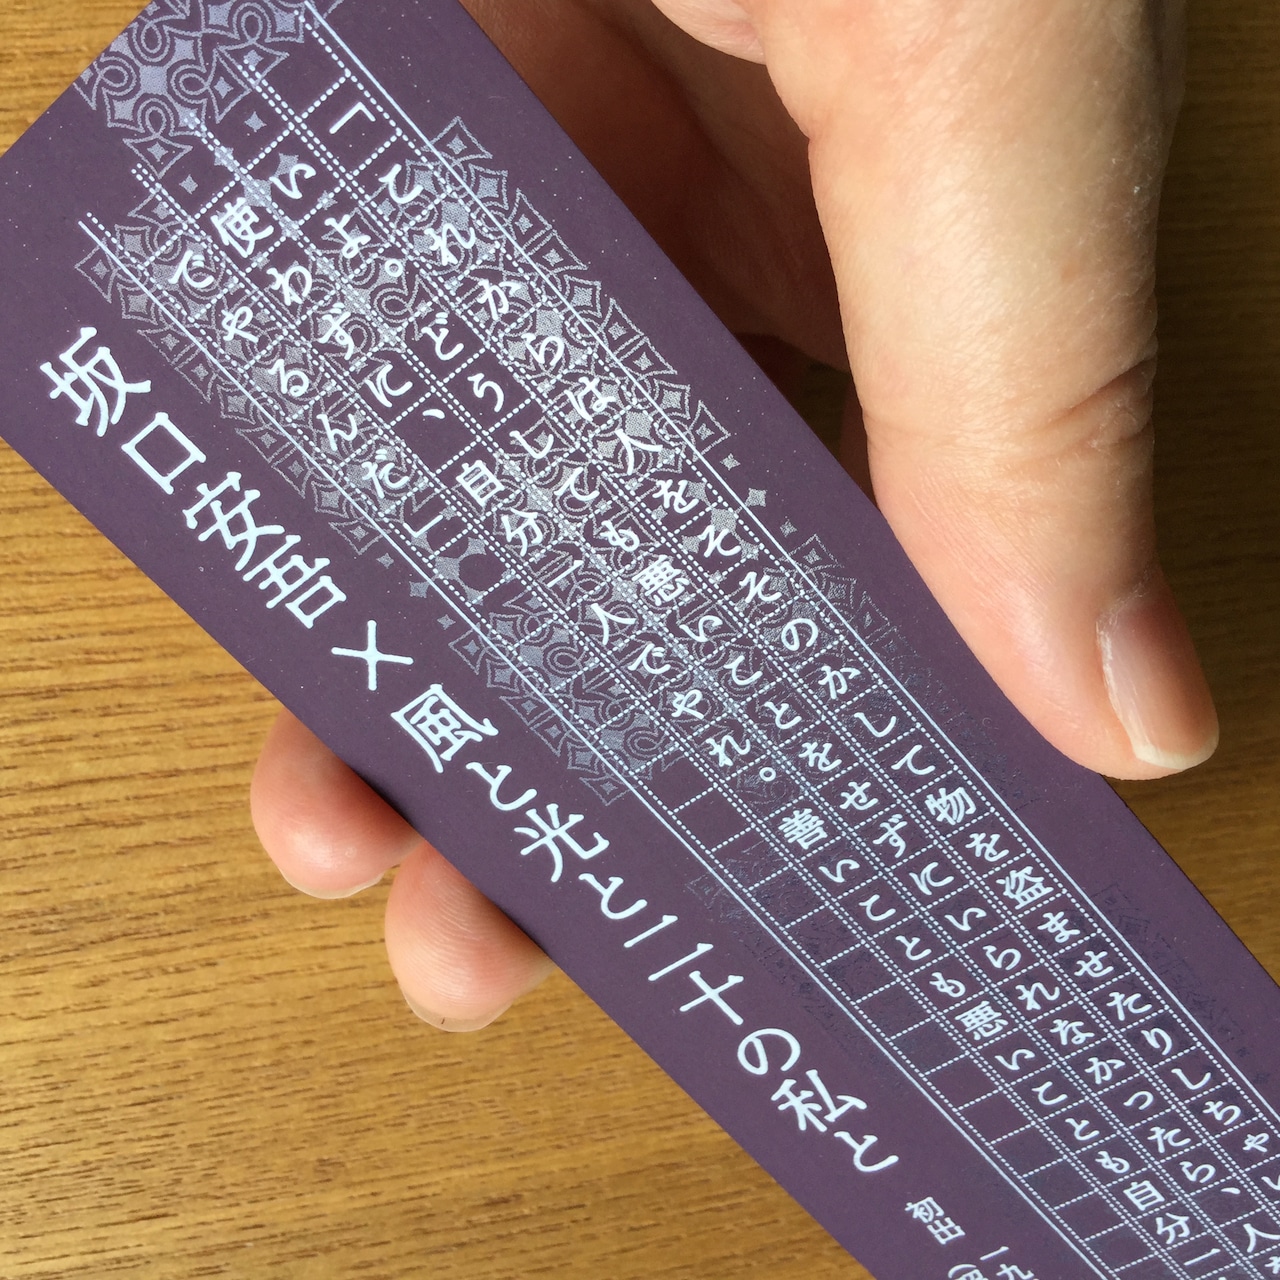 「これからは人をそそのかして物を盗ませたりしちゃ
いよ。どうしても悪いことをせずにいられなかったら、人
使わずに、自分一人でやれ。善いことも悪いことも自分一
でやるんだ」
坂口安吾×風と光と二十の私と
初出 一九